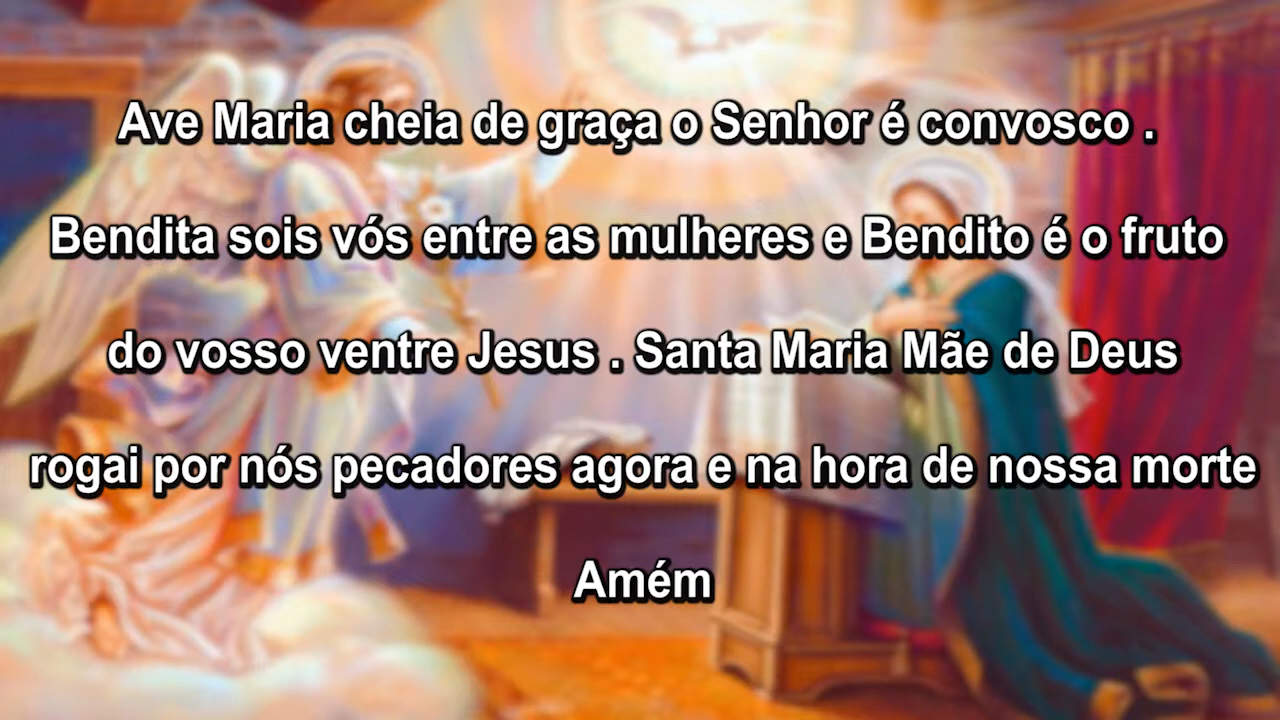 Ave Maria cheia de graça o Senhor é convosco .
Bendita sois vós entre as mulheres e Bendito é o fruto
do vosso ventre Jesus . Santa Maria Mãe de Deus
rogai por nós pecadores agora e na hora de nossa morte
Amém